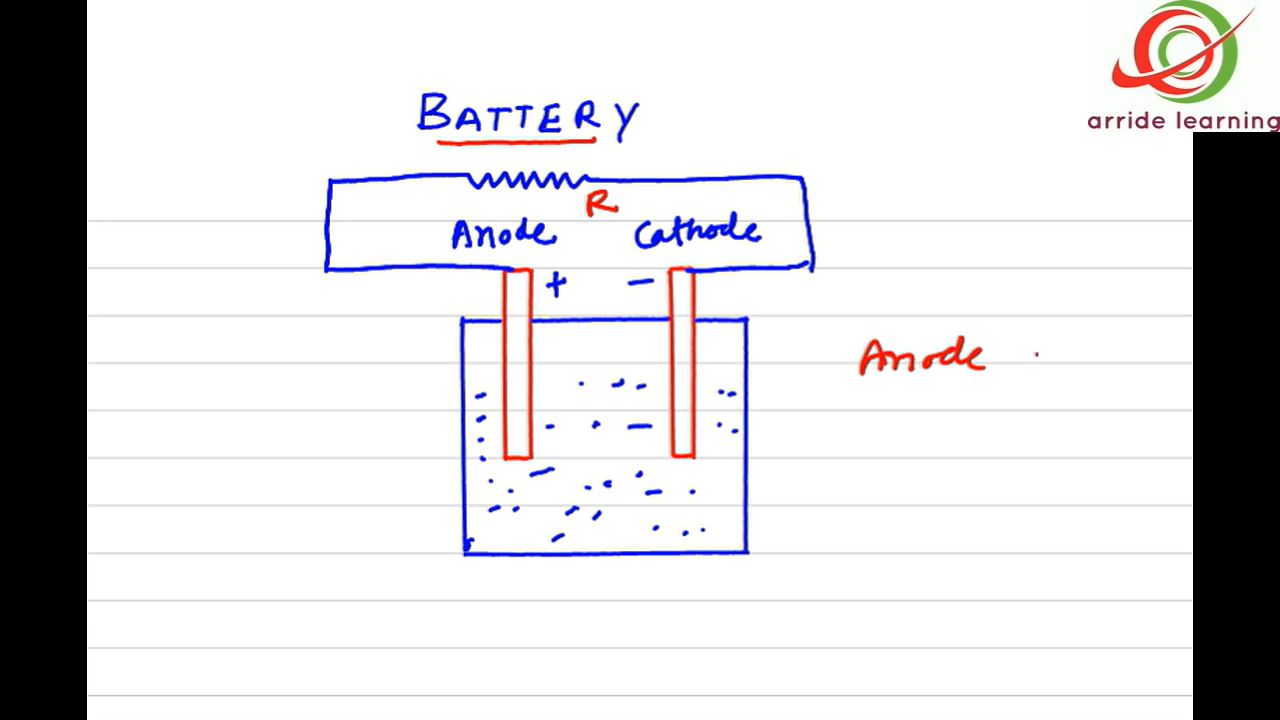 arride learning
BATTERY
R
Anode Cathode
+ −
Anode